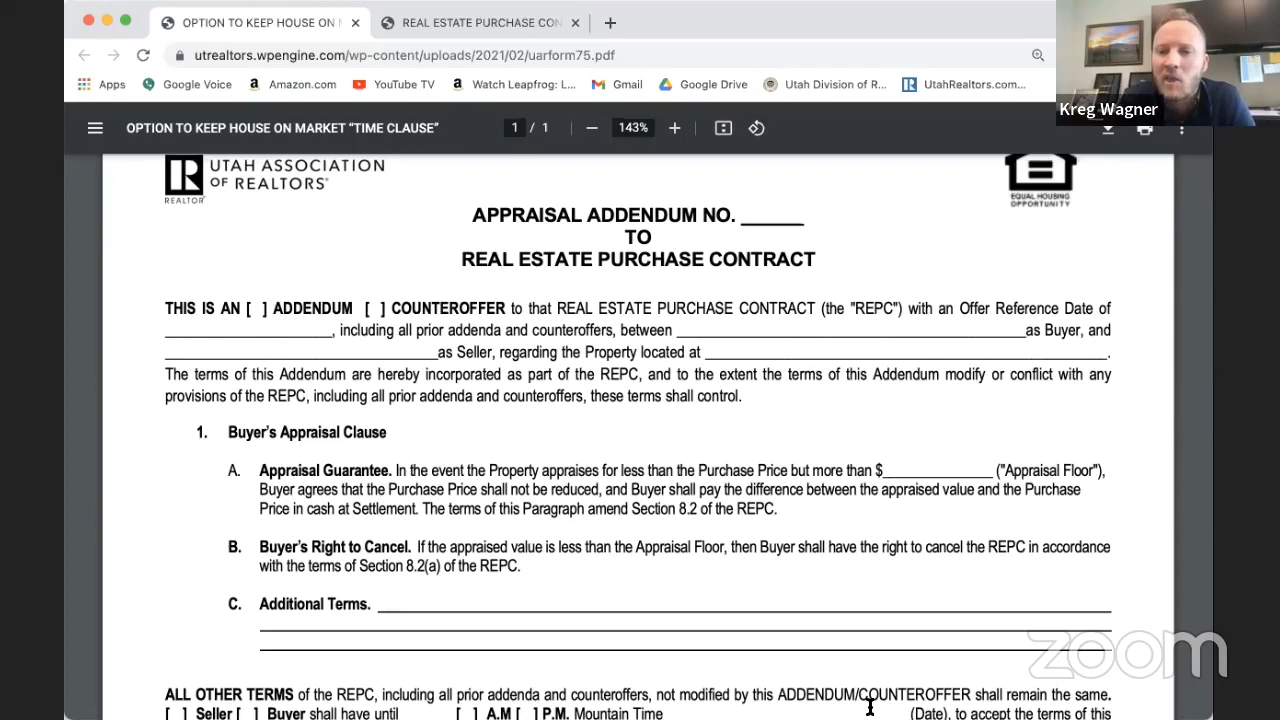 OPTION TO KEEP HOUSE ON
REAL ESTATE PURCHASE CON
utrealtors.wpengine.com/wp-content/uploads/2021/02/uarform75.pdf
Apps Google Voice Amazon.com YouTube TV Watch Leapfrog: L... Gmail Google Drive Utah Division of R... UtahRealtors.com...
Kreg Wagner
OPTION TO KEEP HOUSE ON MARKET "TIME CLAUSE" 1 / 1 143%
UTAH ASSOCIATION
OF REALTORS®
REALTOR®
EQUAL HOUSING
OPPORTUNITY
APPRAISAL ADDENDUM NO. ______
TO
REAL ESTATE PURCHASE CONTRACT
THIS IS AN [ ] ADDENDUM [ ] COUNTEROFFER to that REAL ESTATE PURCHASE CONTRACT (the "REPC") with an Offer Reference Date of
____________________, including all prior addenda and counteroffers, between ____________________as Buyer, and
____________________as Seller, regarding the Property located at ____________________.
The terms of this Addendum are hereby incorporated as part of the REPC, and to the extent the terms of this Addendum modify or conflict with any
provisions of the REPC, including all prior addenda and counteroffers, these terms shall control.
1. Buyer's Appraisal Clause
A. Appraisal Guarantee. In the event the Property appraises for less than the Purchase Price but more than $______________ ("Appraisal Floor"),
Buyer agrees that the Purchase Price shall not be reduced, and Buyer shall pay the difference between the appraised value and the Purchase
Price in cash at Settlement. The terms of this Paragraph amend Section 8.2 of the REPC.
B. Buyer's Right to Cancel. If the appraised value is less than the Appraisal Floor, then Buyer shall have the right to cancel the REPC in accordance
with the terms of Section 8.2(a) of the REPC.
C. Additional Terms. ____________________
zoom
ALL OTHER TERMS of the REPC, including all prior addenda and counteroffers, not modified by this ADDENDUM/COUNTEROFFER shall remain the same.
[ ] Seller [ ] Buyer shall have until ________ [ ] A.M [ ] P.M. Mountain Time ____________________ (Date), to accept the terms of this